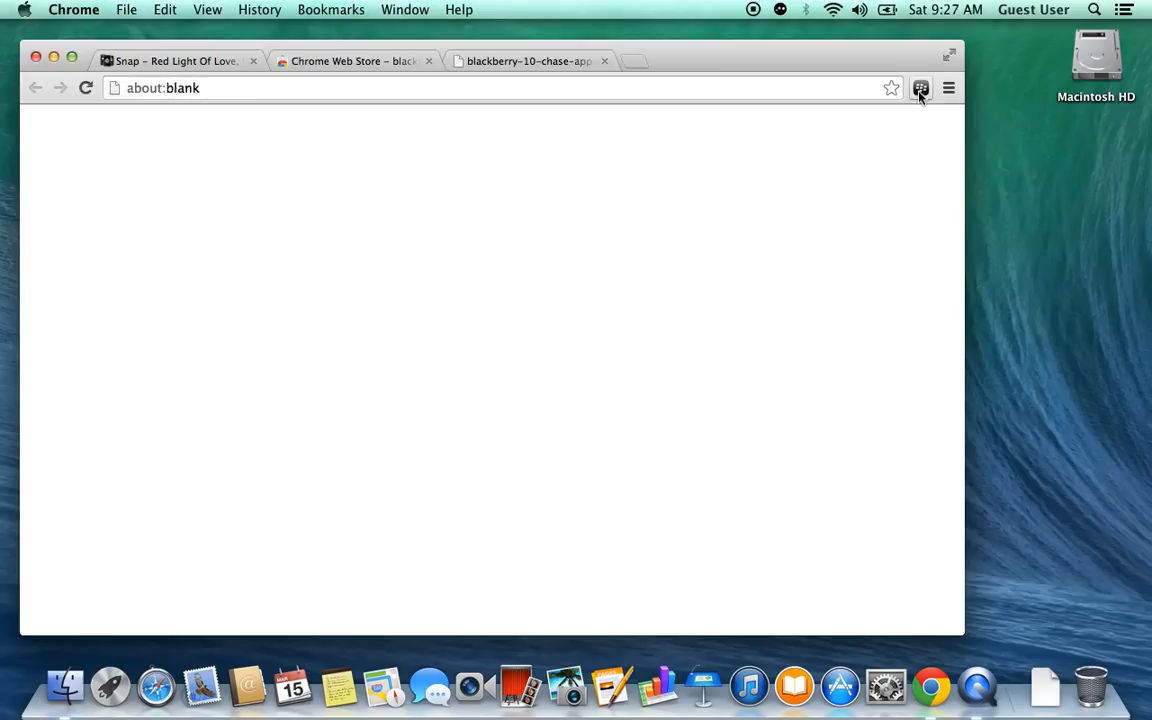 Chrome File Edit View History Bookmarks Window Help Sat 9:27 AM Guest User
Snap – Red Light Of Love, Chrome Web Store – black blackberry-10-chase-app
about:blank
Macintosh HD
15